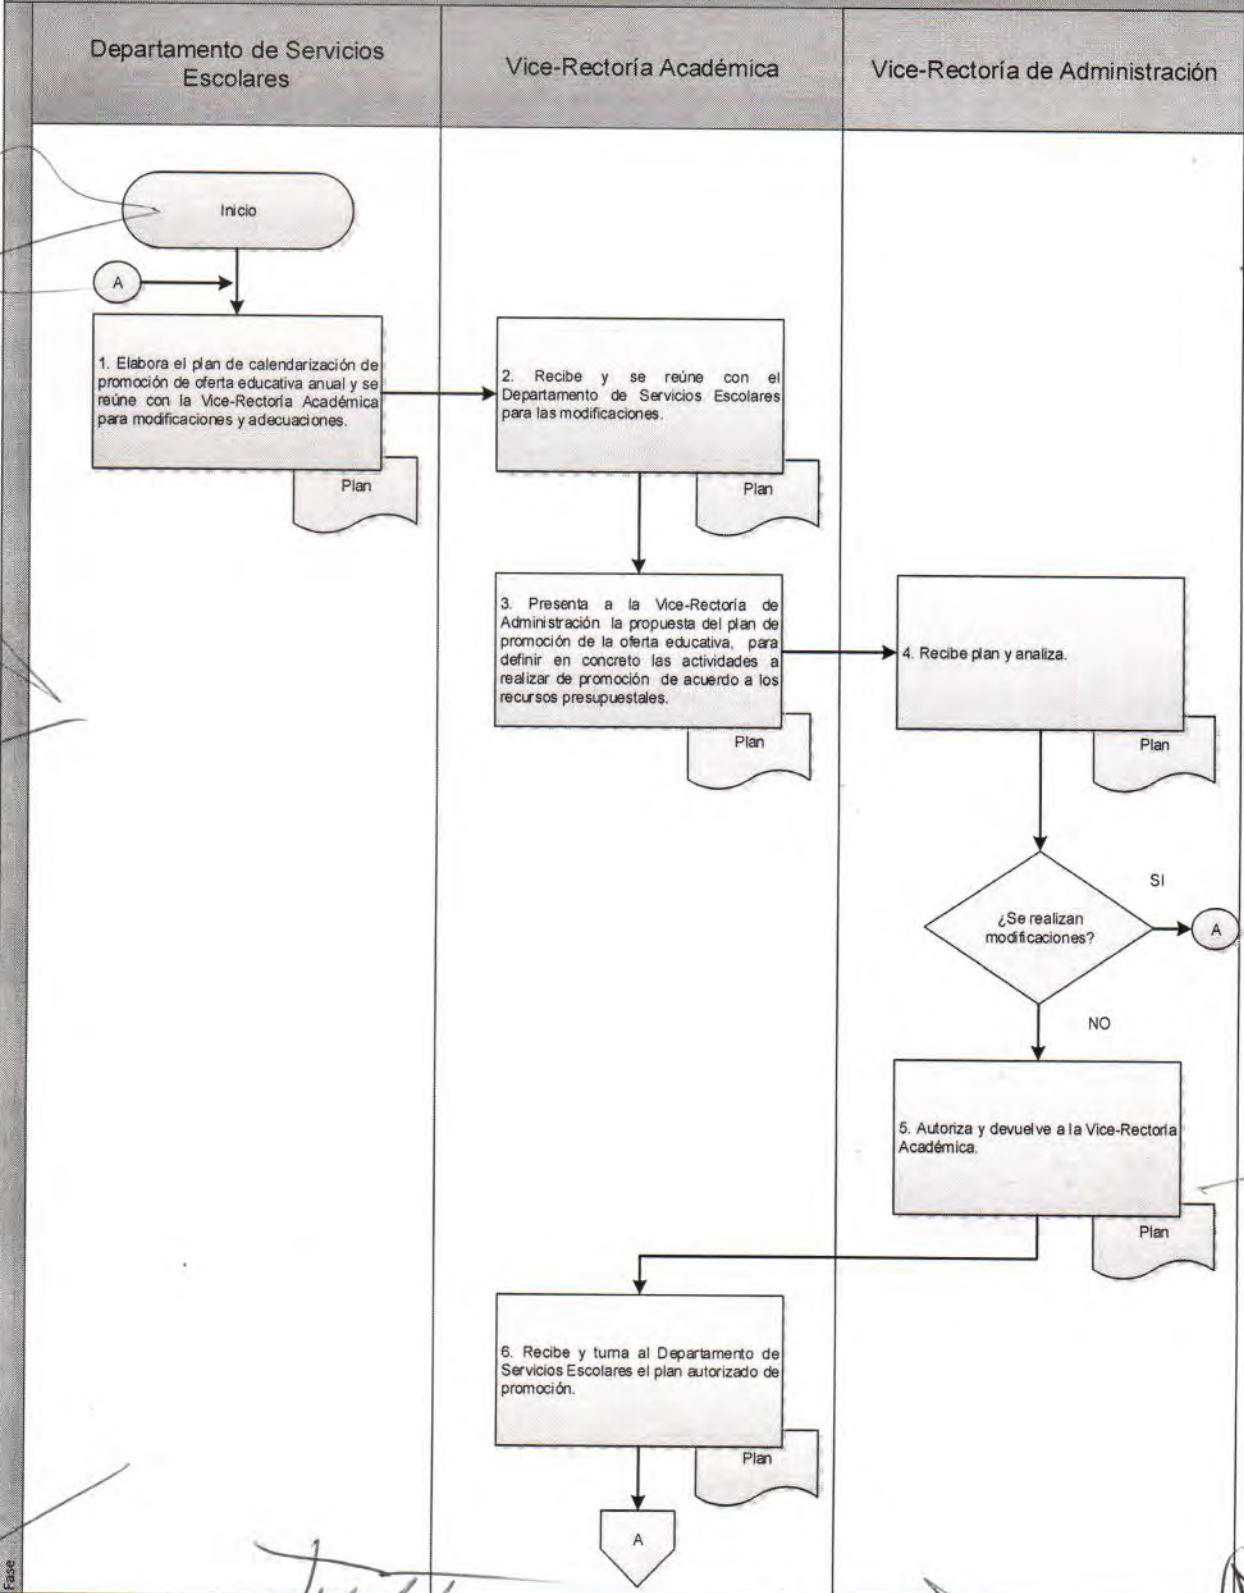 Departamento de Servicios
Escolares
Vice-Rectoría Académica
Vice-Rectoría de Administración
Inicio
A
1. Elabora el plan de calendarización de
promoción de oferta educativa anual y se
reúne con la Vice-Rectoría Académica
para modificaciones y adecuaciones.
Plan
2. Recibe y se reúne con el
Departamento de Servicios Escolares
para las modificaciones.
Plan
3. Presenta a la Vice-Rectoría de
Administración la propuesta del plan de
promoción de la oferta educativa, para
definir en concreto las actividades a
realizar de promoción de acuerdo a los
recursos presupuestales.
Plan
4. Recibe plan y analiza.
Plan
¿Se realizan
modificaciones?
SI
A
NO
5. Autoriza y devuelve a la Vice-Rectoría
Académica.
Plan
6. Recibe y turna al Departamento de
Servicios Escolares el plan autorizado de
promoción.
Plan
A
Fase